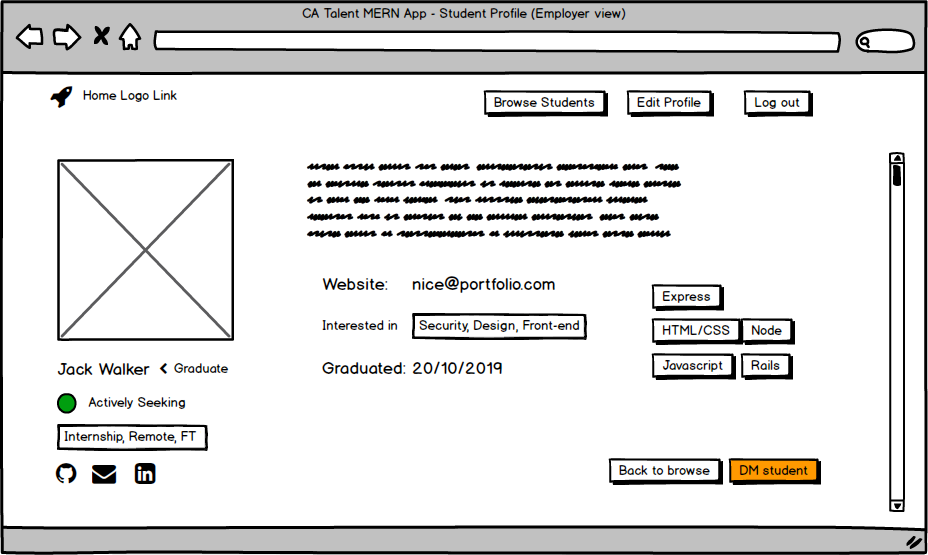 CA Talent MERN App - Student Profile (Employer view)
Home Logo Link
Browse Students
Edit Profile
Log out
Jack Walker
Graduate
Actively Seeking
Internship, Remote, FT
Website: nice@portfolio.com
Interested in Security, Design, Front-end
Graduated: 20/10/2019
Express
HTML/CSS Node
Javascript Rails
Back to browse
DM student